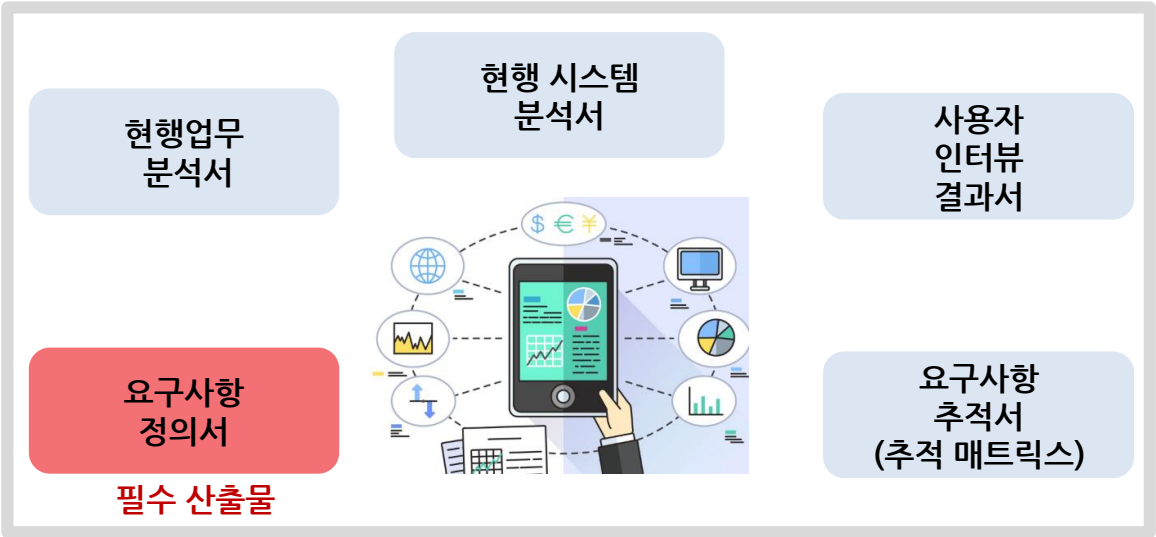 현행 시스템
분석서
현행업무
분석서
사용자
인터뷰
결과서
$ € ¥
요구사항
정의서
필수 산출물
요구사항
추적서
(추적 매트릭스)